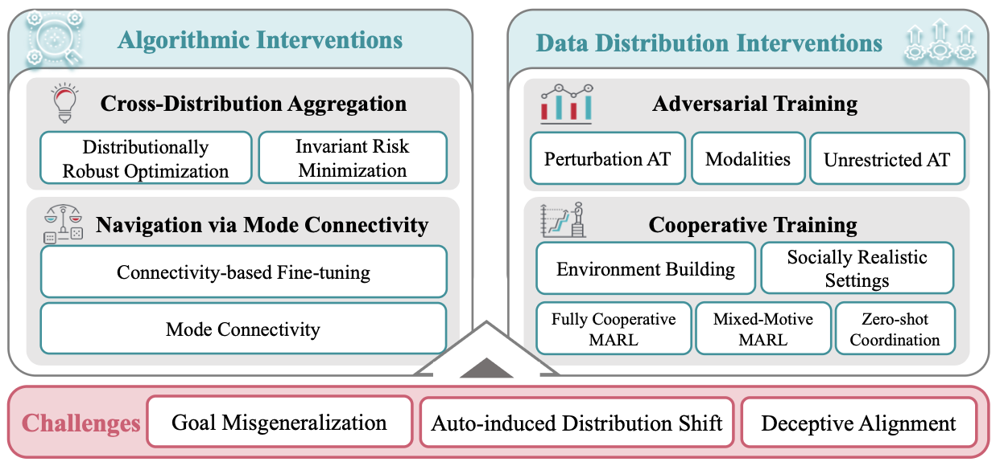 Algorithmic Interventions
Cross-Distribution Aggregation
Distributionally
Robust Optimization
Invariant Risk
Minimization
Navigation via Mode Connectivity
Connectivity-based Fine-tuning
Mode Connectivity
Data Distribution Interventions
Adversarial Training
Perturbation AT
Modalities
Unrestricted AT
Cooperative Training
Environment Building
Socially Realistic
Settings
Fully Cooperative
MARL
Mixed-Motive
MARL
Zero-shot
Coordination
Challenges
Goal Misgeneralization
Auto-induced Distribution Shift
Deceptive Alignment